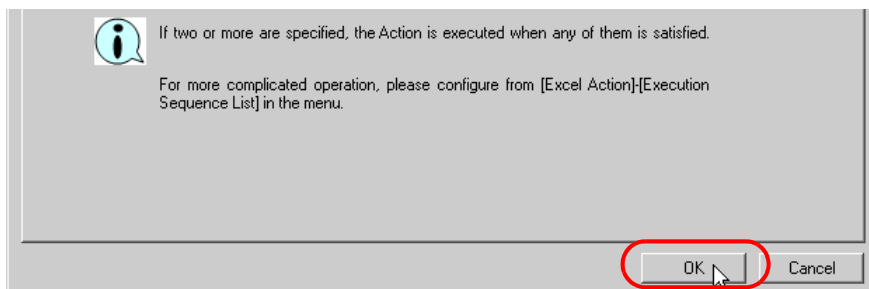 If two or more are specified, the Action is executed when any of them is satisfied.
For more complicated operation, please configure from [Excel Action]-[Execution
Sequence List] in the menu.
OK
Cancel